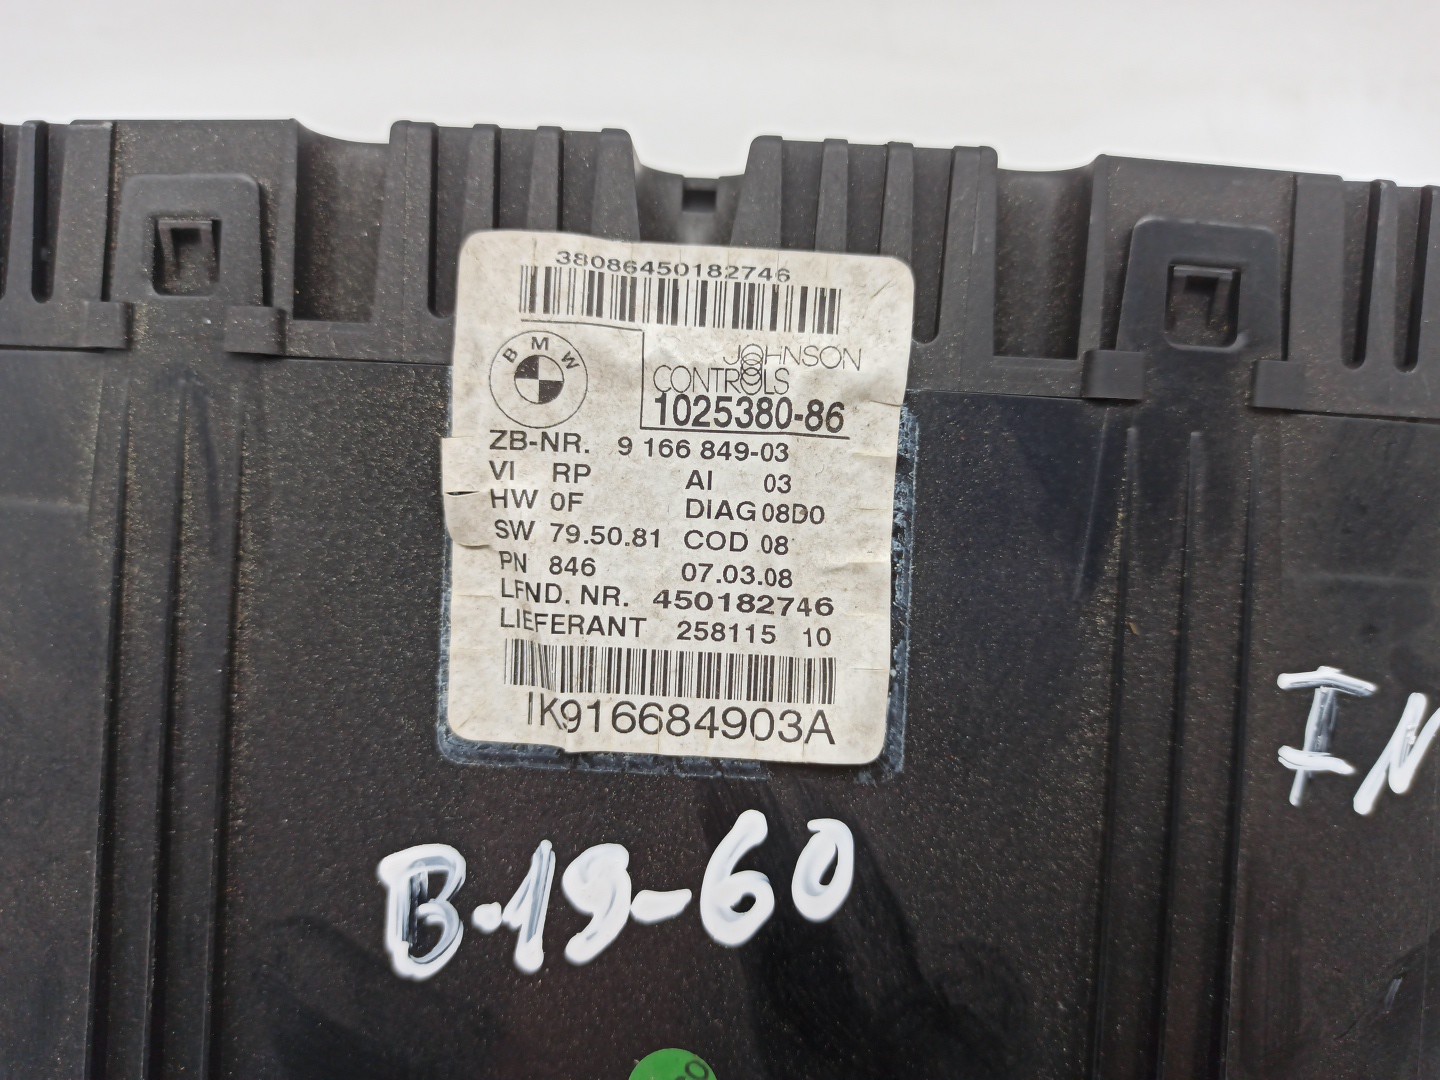 38086450182746
BMW
JOHNSON
CONTROLS
1025380-86
ZB-NR. 9 166 849-03
VI RP AI 03
HW 0F DIAG 08D0
SW 79.50.81 COD 08
PN 846 07.03.08
LFND. NR. 450182746
LIEFERANT 258115 10
IK916684903A
IN
B-19-60